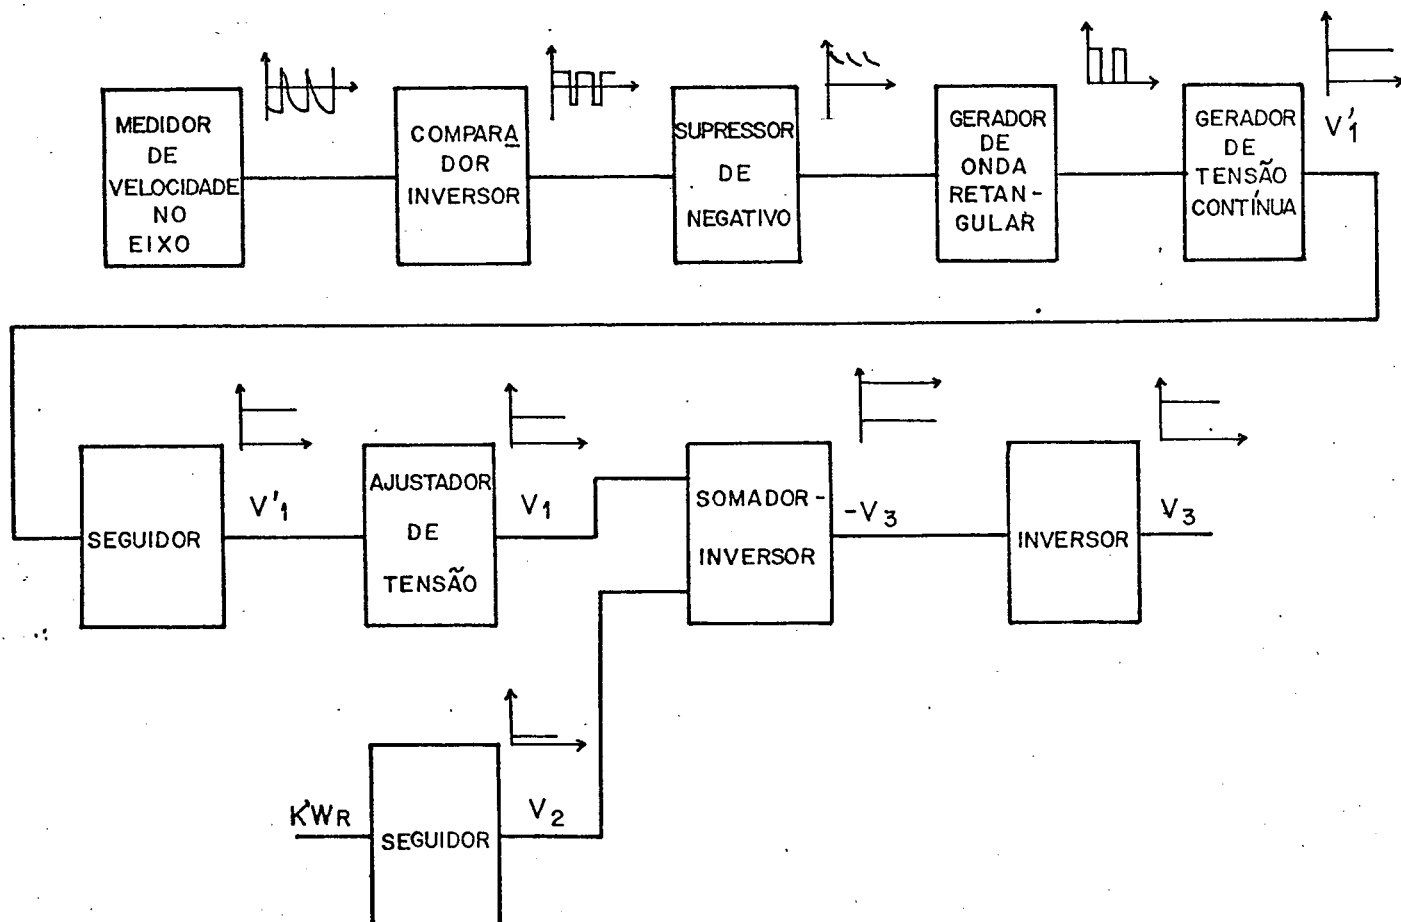 MEDIDOR
DE
VELOCIDADE
NO
EIXO
COMPARA
DOR
INVERSOR
SUPRESSOR
DE
NEGATIVO
GERADOR
DE
ONDA
RETAN-
GULAR
GERADOR
DE
TENSÃO
CONTÍNUA
V'1
SEGUIDOR
V'1
AJUSTADOR
DE
TENSÃO
V1
SOMADOR-
INVERSOR
-V3
INVERSOR
V3
K'WR
SEGUIDOR
V2